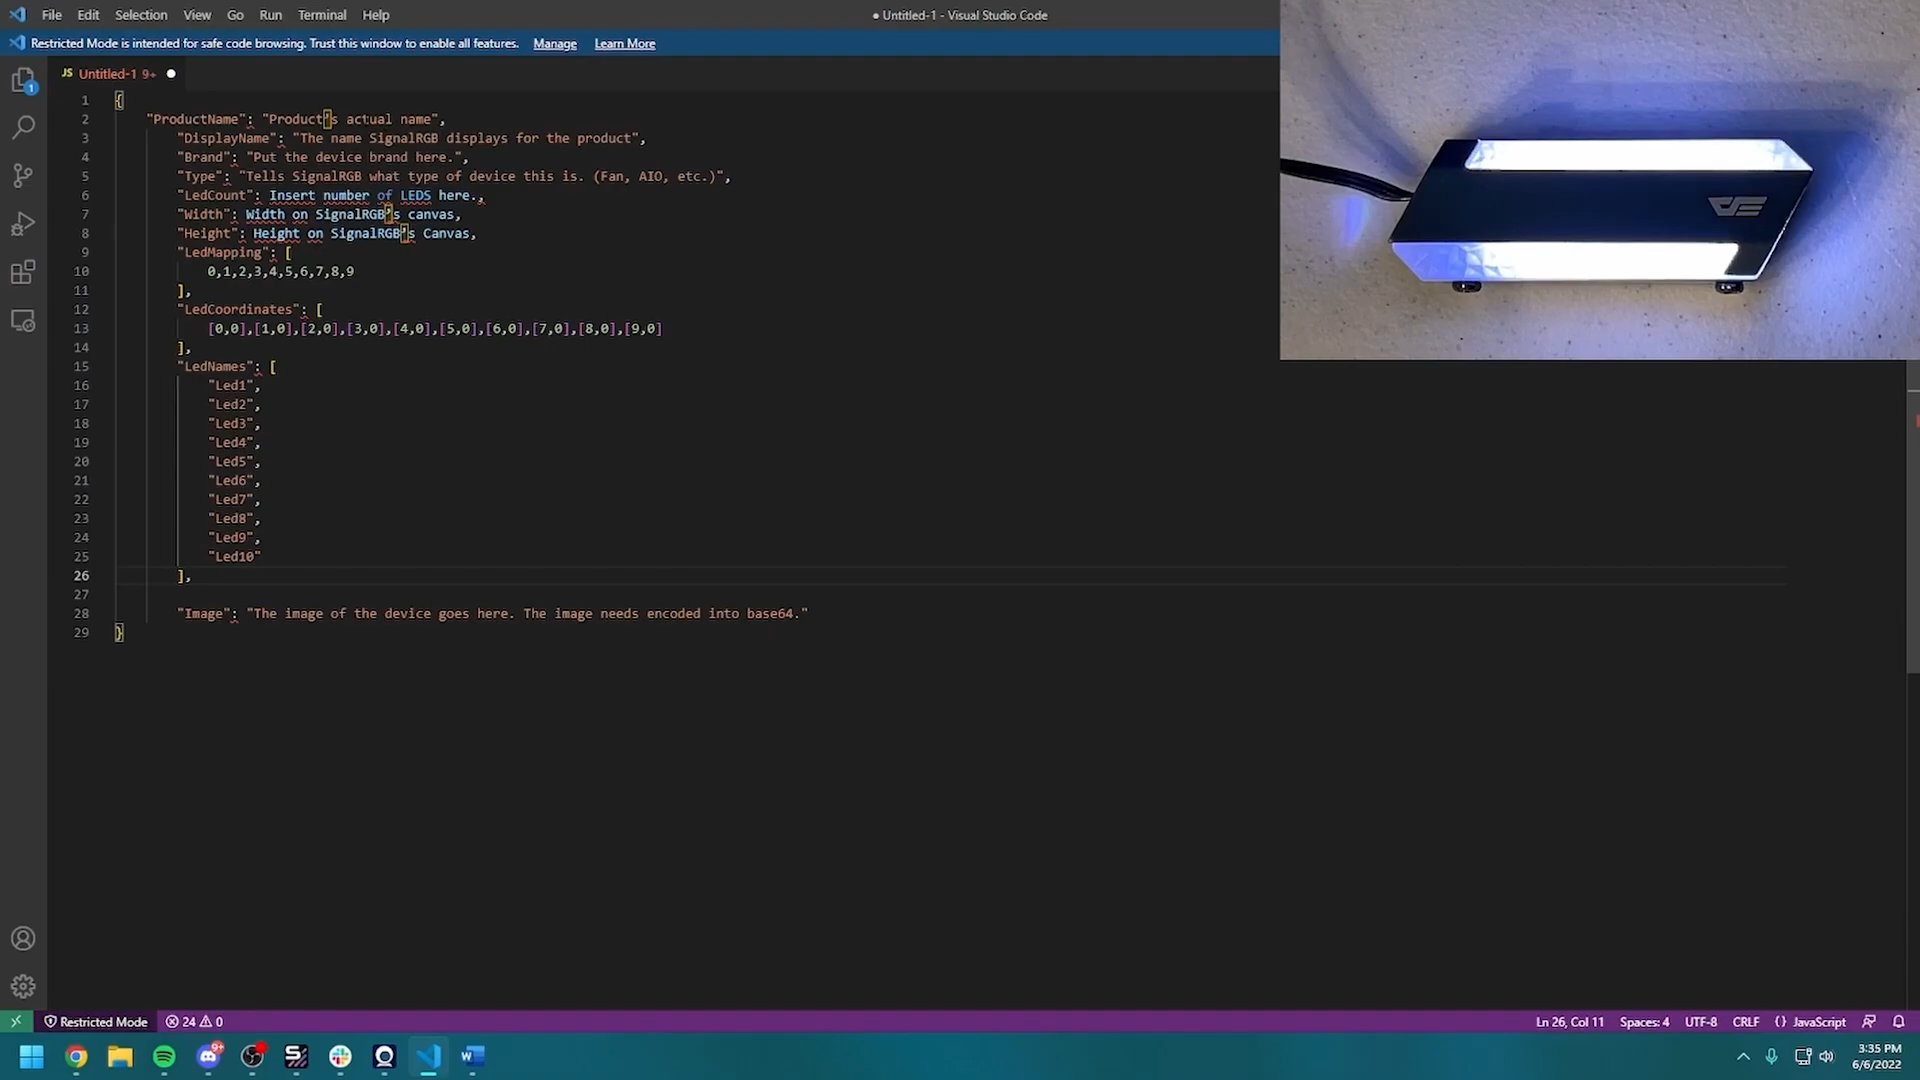 File Edit Selection View Go Run Terminal Help
● Untitled-1 - Visual Studio Code
Restricted Mode is intended for safe code browsing. Trust this window to enable all features. Manage Learn More
JS Untitled-1 9+ ●
1 {
2 "ProductName": "Product's actual name",
3 "DisplayName": "The name SignalRGB displays for the product",
4 "Brand": "Put the device brand here.",
5 "Type": "Tells SignalRGB what type of device this is. (Fan, AIO, etc.)",
6 "LedCount": Insert number of LEDS here.,
7 "Width": Width on SignalRGB's canvas,
8 "Height": Height on SignalRGB's Canvas,
9 "LedMapping": [
10 0,1,2,3,4,5,6,7,8,9
11 ],
12 "LedCoordinates": [
13 [0,0],[1,0],[2,0],[3,0],[4,0],[5,0],[6,0],[7,0],[8,0],[9,0]
14 ],
15 "LedNames": [
16 "Led1",
17 "Led2",
18 "Led3",
19 "Led4",
20 "Led5",
21 "Led6",
22 "Led7",
23 "Led8",
24 "Led9",
25 "Led10"
26 ],
27
28 "Image": "The image of the device goes here. The image needs encoded into base64."
29 }
1
Restricted Mode 24 0
Ln 26, Col 11 Spaces: 4 UTF-8 CRLF {} JavaScript
9+
3:35 PM
6/6/2022